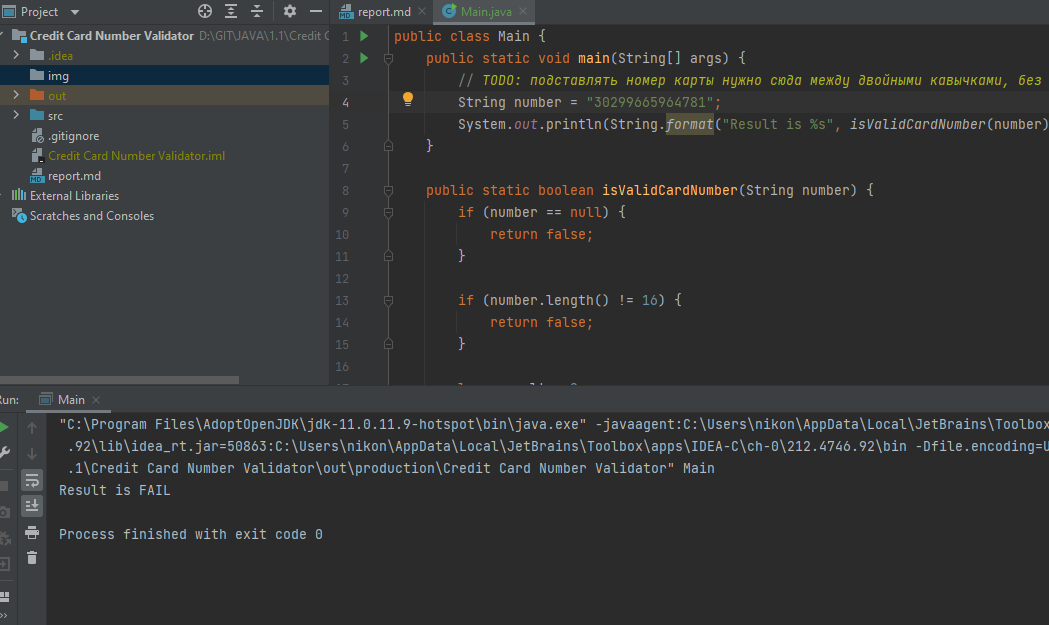 Project
Credit Card Number Validator D:\GIT\JAVA\1.1\Credit C
.idea
img
out
src
.gitignore
Credit Card Number Validator.iml
report.md
External Libraries
Scratches and Consoles
report.md
Main.java
1 public class Main {
2 public static void main(String[] args) {
3 // TODO: подставлять номер карты нужно сюда между двойными кавычками, без
4 String number = "30299665964781";
5 System.out.println(String.format("Result is %s", isValidCardNumber(number)
6 }
7
8 public static boolean isValidCardNumber(String number) {
9 if (number == null) {
10 return false;
11 }
12
13 if (number.length() != 16) {
14 return false;
15 }
16
Run:
Main
"C:\Program Files\AdoptOpenJDK\jdk-11.0.11.9-hotspot\bin\java.exe" -javaagent:C:\Users\nikon\AppData\Local\JetBrains\Toolbox
.92\lib\idea_rt.jar=50863:C:\Users\nikon\AppData\Local\JetBrains\Toolbox\apps\IDEA-C\ch-0\212.4746.92\bin -Dfile.encoding=U
.1\Credit Card Number Validator\out\production\Credit Card Number Validator" Main
Result is FAIL
Process finished with exit code 0